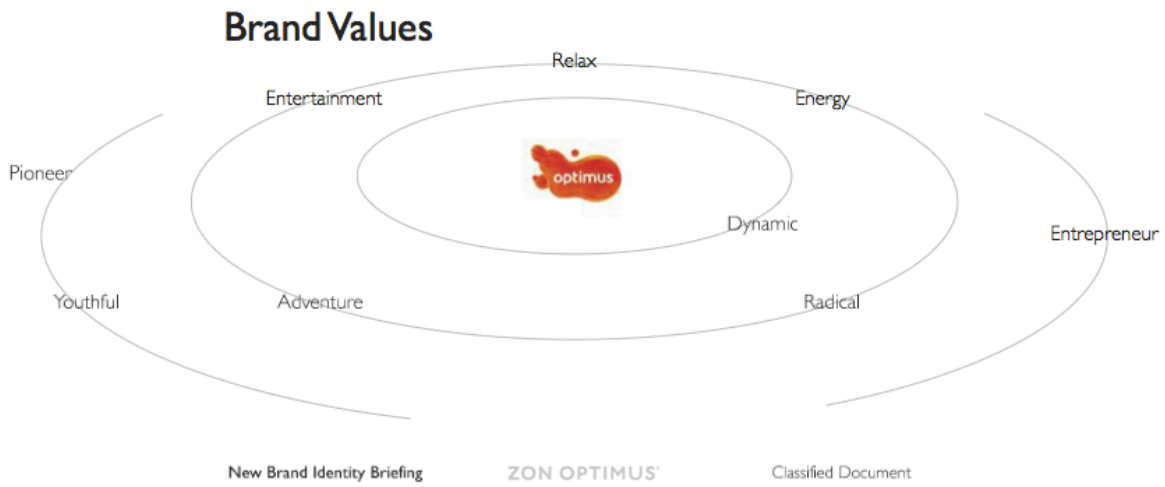 Brand Values
Relax
Entertainment
Energy
Pioneer
optimus
Dynamic
Entrepreneur
Youthful
Adventure
Radical
New Brand Identity Briefing
ZON OPTIMUS
Classified Document